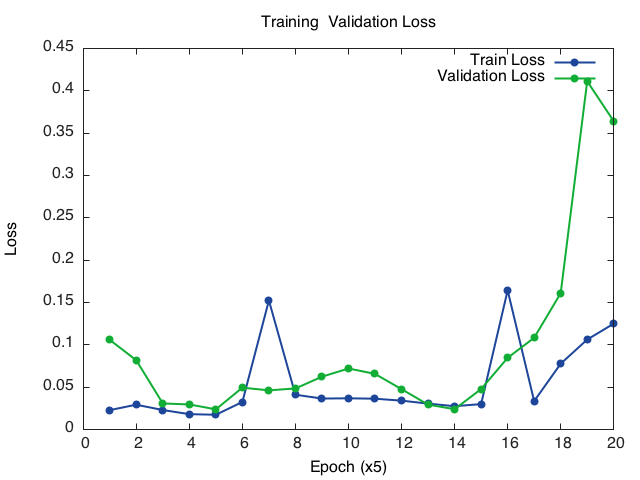 Training  Validation Loss
Train Loss
Validation Loss
0.45
0.4
0.35
0.3
0.25
0.2
0.15
0.1
0.05
0
Loss
0 2 4 6 8 10 12 14 16 18 20
Epoch (x5)